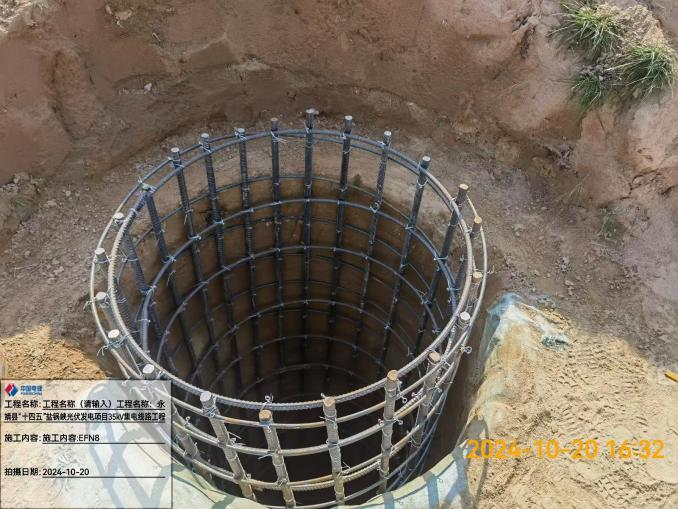 中国电建
POWERCHINA
工程名称: 工程名称（请输入）工程名称：永
靖县“十四五”盐锅峡光伏发电项目35kV集电线路工程
施工内容: 施工内容:EFN8
拍摄日期: 2024-10-20
2024-10-20 16:32